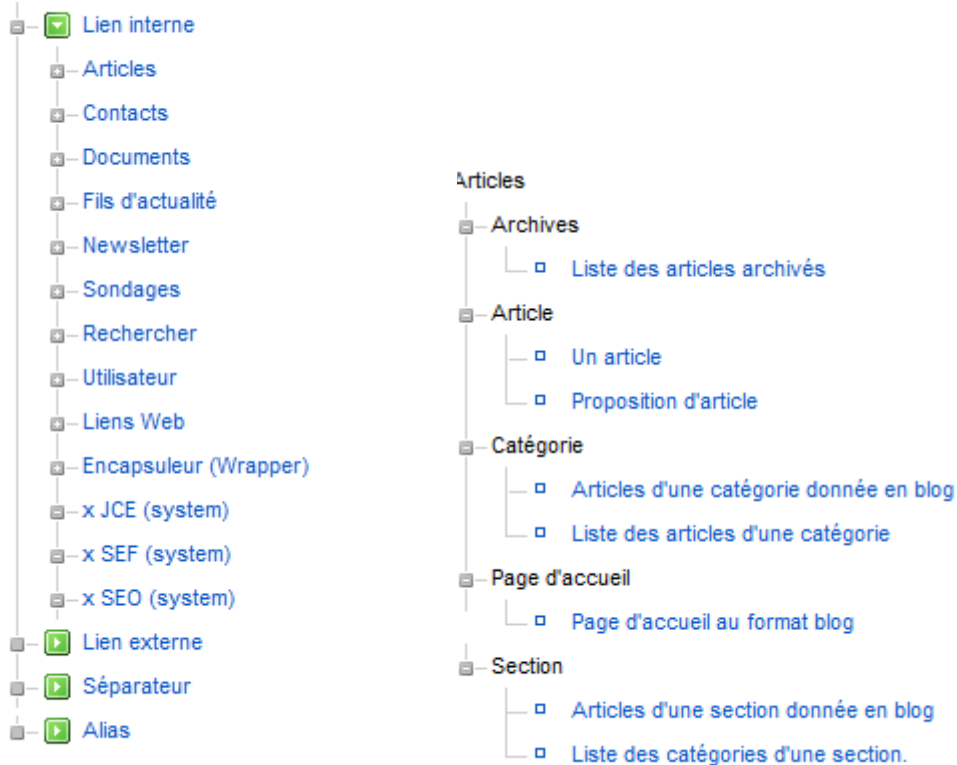 Lien interne
Articles
Contacts
Documents
Fils d'actualité
Newsletter
Sondages
Rechercher
Utilisateur
Liens Web
Encapsuleur (Wrapper)
x JCE (system)
x SEF (system)
x SEO (system)
Lien externe
Séparateur
Alias
Articles
Archives
Liste des articles archivés
Article
Un article
Proposition d'article
Catégorie
Articles d'une catégorie donnée en blog
Liste des articles d'une catégorie
Page d'accueil
Page d'accueil au format blog
Section
Articles d'une section donnée en blog
Liste des catégories d'une section.